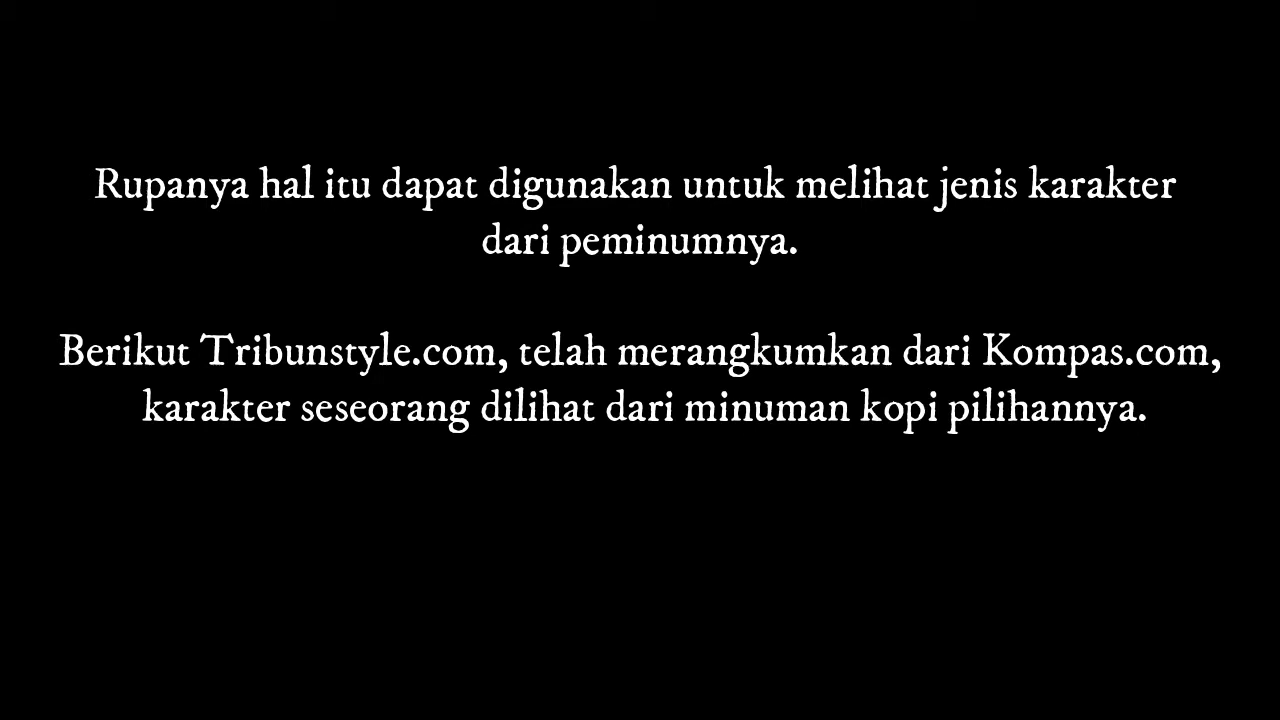 Rupanya hal itu dapat digunakan untuk melihat jenis karakter
dari peminumnya.
Berikut Tribunstyle.com, telah merangkumkan dari Kompas.com,
karakter seseorang dilihat dari minuman kopi pilihannya.